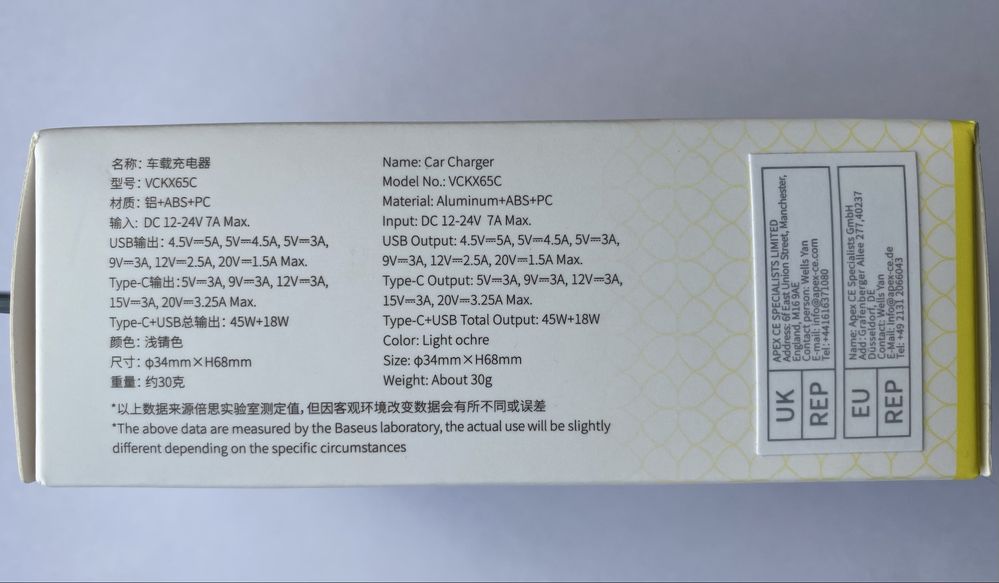 名称：车载充电器
型号：VCKX65C
材质：铝+ABS+PC
输入：DC 12-24V 7A Max.
USB输出：4.5V⎓5A, 5V⎓4.5A, 5V⎓3A,
9V⎓3A, 12V⎓2.5A, 20V⎓1.5A Max.
Type-C输出:5V⎓3A, 9V⎓3A, 12V⎓3A,
15V⎓3A, 20V⎓3.25A Max.
Type-C+USB总输出：45W+18W
颜色：浅锖色
尺寸：φ34mm×H68mm
重量：约30克
Name: Car Charger
Model No.: VCKX65C
Material: Aluminum+ABS+PC
Input: DC 12-24V 7A Max.
USB Output: 4.5V⎓5A, 5V⎓4.5A, 5V⎓3A,
9V⎓3A, 12V⎓2.5A, 20V⎓1.5A Max.
Type-C Output: 5V⎓3A, 9V⎓3A, 12V⎓3A,
15V⎓3A, 20V⎓3.25A Max.
Type-C+USB Total Output: 45W+18W
Color: Light ochre
Size: φ34mm×H68mm
Weight: About 30g
*以上数据来源倍思实验室测定值, 但因客观环境改变数据会有所不同或误差
*The above data are measured by the Baseus laboratory, the actual use will be slightly
different depending on the specific circumstances
UK
REP
APEX CE SPECIALISTS LIMITED
Address: 6f East Union Street, Manchester,
England, M16 9AE
Contact person: Wells Yan
E-mail: info@apex-ce.com
Tel:+441616371080
EU
REP
Name: Apex CE Specialists GmbH
Add: Grafenberger Allee 277,40237
Düsseldorf, DE
Contact: Wells Yan
E-Mail: Info@apex-ce.de
Tel: +49 2131 2066043